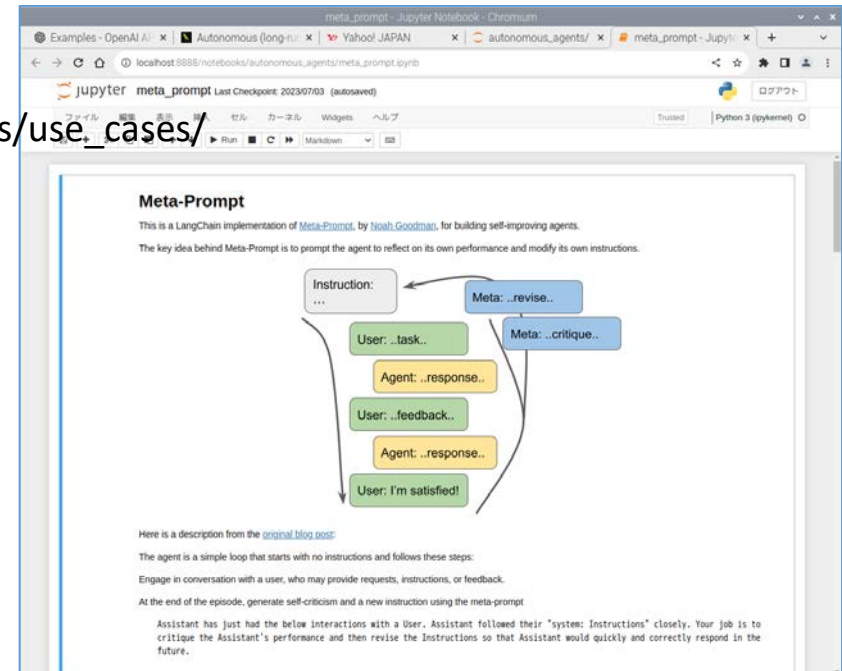 meta_prompt - Jupyter Notebook - Chromium
Examples - OpenAI AP
Autonomous (long-ru
Yahoo! JAPAN
autonomous_agents/
meta_prompt - Jupyte
localhost:8888/notebooks/autonomous_agents/meta_prompt.ipynb
jupyter meta_prompt Last Checkpoint: 2023/07/03 (autosaved)
ログアウト
s/use_cases/
ファイル 編集 表示 挿入 セル カーネル Widgets ヘルプ
Trusted
Python 3 (ipykernel)
Run
Markdown
Meta-Prompt
This is a LangChain implementation of Meta-Prompt, by Noah Goodman, for building self-improving agents.
The key idea behind Meta-Prompt is to prompt the agent to reflect on its own performance and modify its own instructions.
Instruction:
...
Meta: ..revise..
Meta: ..critique..
User: ..task..
Agent: ..response..
User: ..feedback..
Agent: ..response..
User: I'm satisfied!
Here is a description from the original blog post:
The agent is a simple loop that starts with no instructions and follows these steps:
Engage in conversation with a user, who may provide requests, instructions, or feedback.
At the end of the episode, generate self-criticism and a new instruction using the meta-prompt
Assistant has just had the below interactions with a User. Assistant followed their "system: Instructions" closely. Your job is to
critique the Assistant's performance and then revise the Instructions so that Assistant would quickly and correctly respond in the
future.